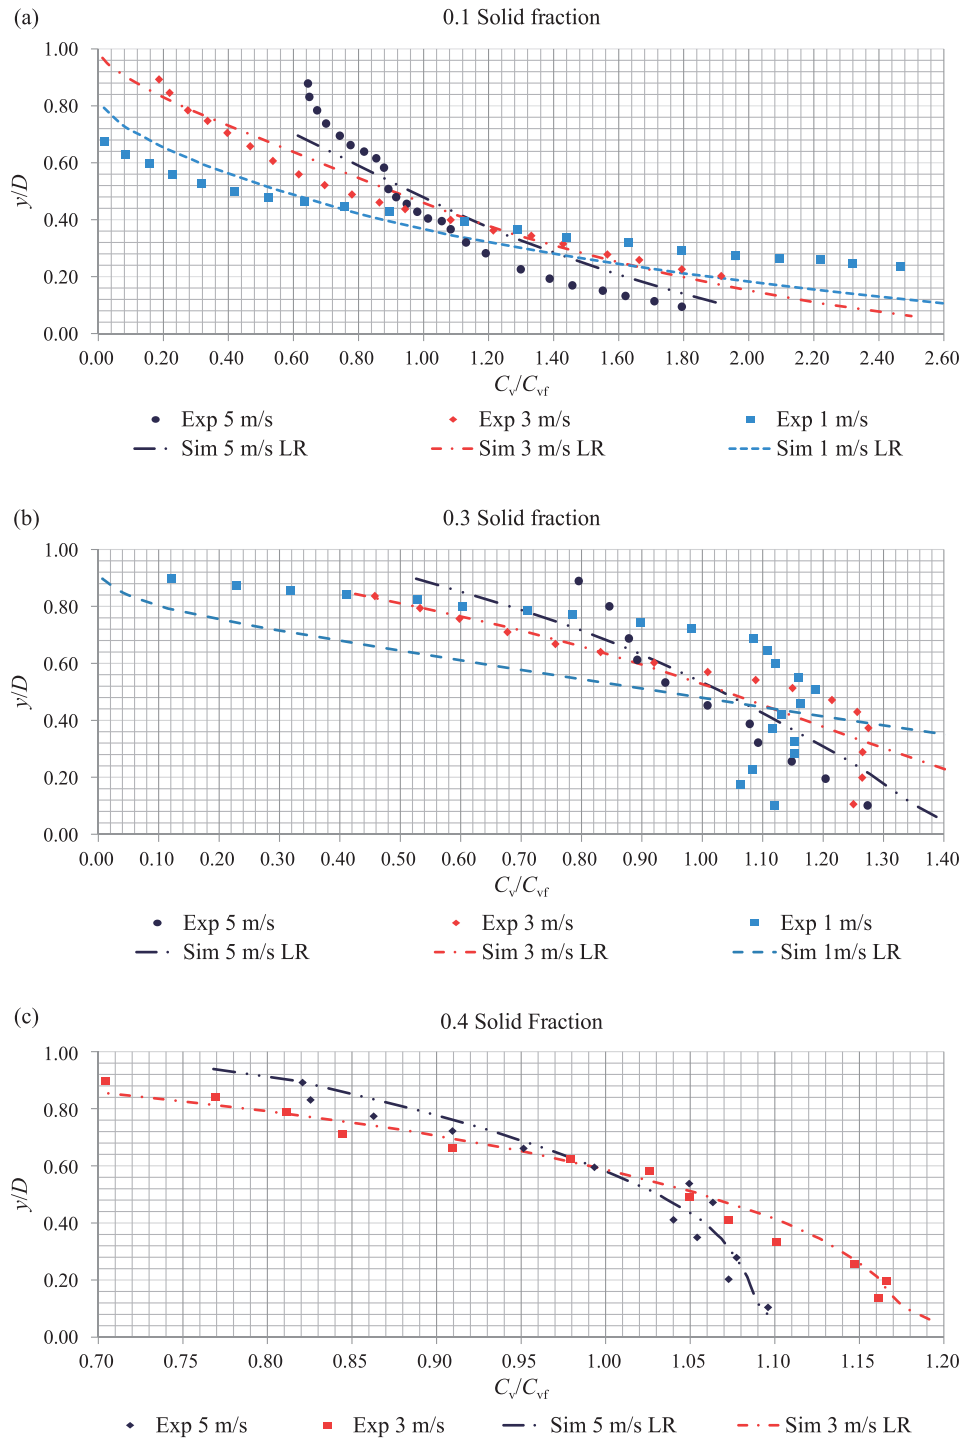 (a)
0.1 Solid fraction
1.00
0.80
0.60
0.40
0.20
0.00
y/D
0.00 0.20 0.40 0.60 0.80 1.00 1.20 1.40 1.60 1.80 2.00 2.20 2.40 2.60
Cv/Cvf
Exp 5 m/s Exp 3 m/s Exp 1 m/s
Sim 5 m/s LR Sim 3 m/s LR Sim 1 m/s LR
(b)
0.3 Solid fraction
1.00
0.80
0.60
0.40
0.20
0.00
y/D
0.00 0.10 0.20 0.30 0.40 0.50 0.60 0.70 0.80 0.90 1.00 1.10 1.20 1.30 1.40
Cv/Cvf
Exp 5 m/s Exp 3 m/s Exp 1 m/s
Sim 5 m/s LR Sim 3 m/s LR Sim 1m/s LR
(c)
0.4 Solid Fraction
1.00
0.80
0.60
0.40
0.20
0.00
y/D
0.70 0.75 0.80 0.85 0.90 0.95 1.00 1.05 1.10 1.15 1.20
Cv/Cvf
Exp 5 m/s Exp 3 m/s Sim 5 m/s LR Sim 3 m/s LR